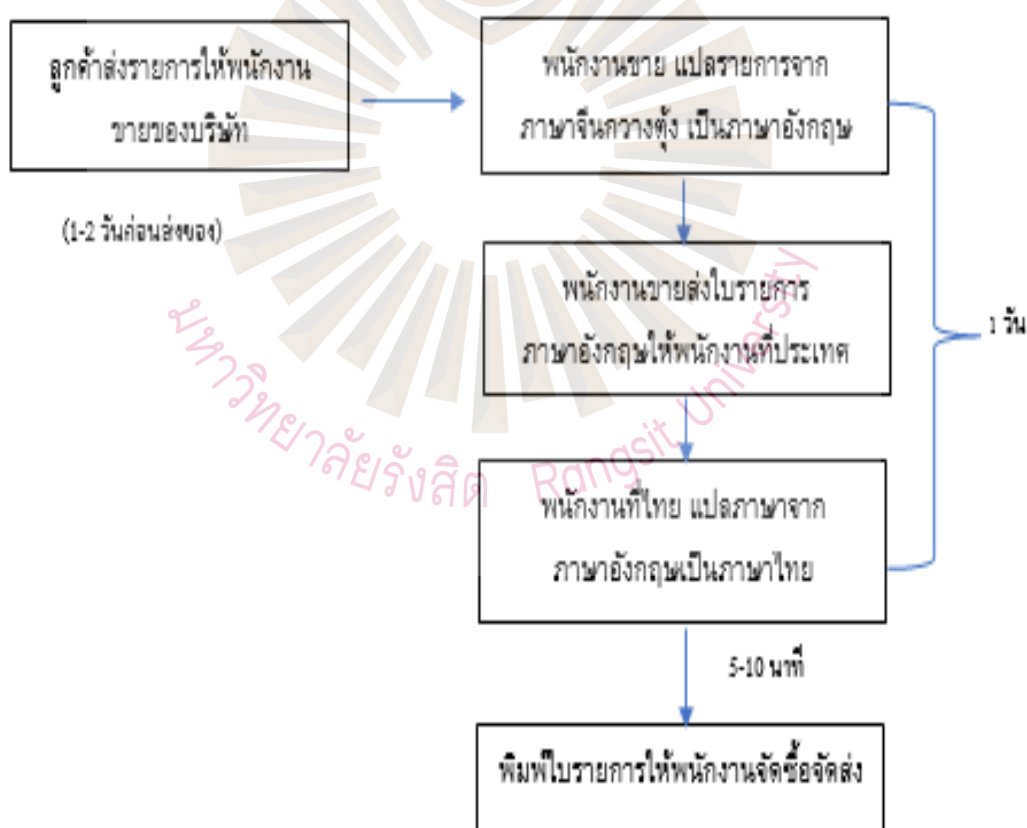 ลูกค้าส่งรายการให้พนักงาน
ขายของบริษัท
(1-2 วันก่อนส่งของ)
พนักงานขาย แปลรายการจาก
ภาษาจีนกวางตุ้ง เป็นภาษาอังกฤษ
พนักงานขายส่งใบรายการ
ภาษาอังกฤษให้พนักงานที่ประเทศ
1 วัน
พนักงานที่ไทย แปลภาษาจาก
ภาษาอังกฤษเป็นภาษาไทย
5-10 นาที
พิมพ์ใบรายการให้พนักงานจัดซื้อจัดส่ง
มหาวิทยาลัยรังสิต Rangsit University